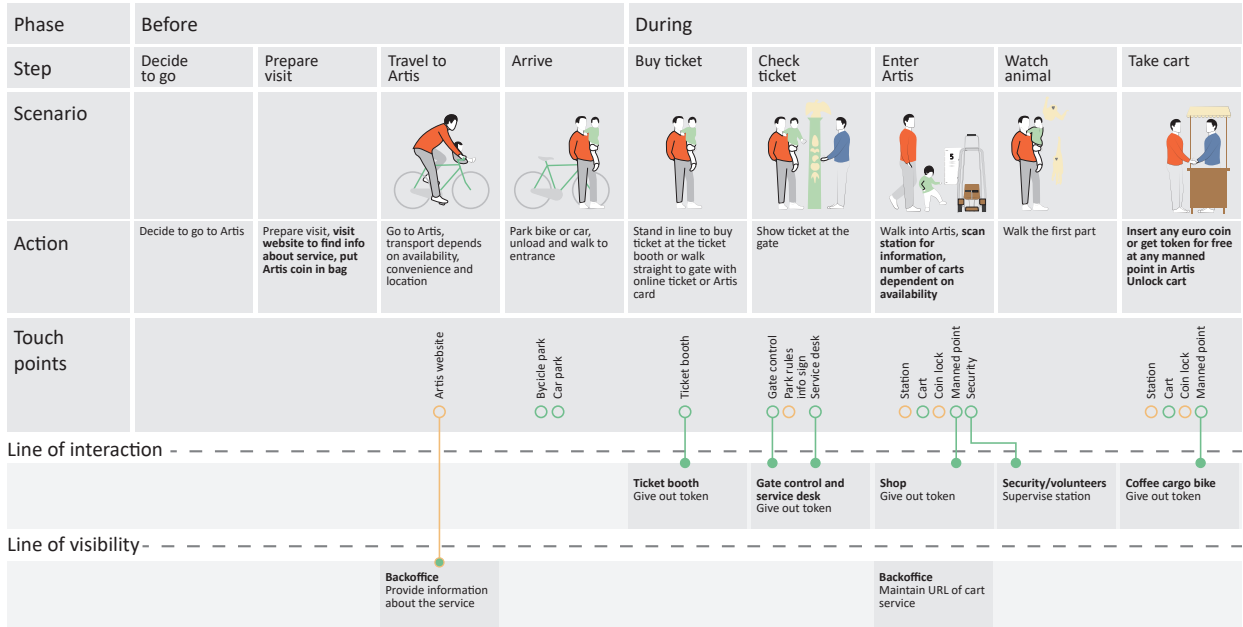 Phase
Before
During
Step
Decide
to go
Prepare
visit
Travel to
Artis
Arrive
Buy ticket
Check
ticket
Enter
Artis
Watch
animal
Take cart
Scenario
5
Action
Decide to go to Artis
Prepare visit, visit
website to find info
about service, put
Artis coin in bag
Go to Artis,
transport depends
on availability,
convenience and
location
Park bike or car,
unload and walk to
entrance
Stand in line to buy
ticket at the ticket
booth or walk
straight to gate with
online ticket or Artis
card
Show ticket at the
gate
Walk into Artis, scan
station for
information,
number of carts
dependent on
availability
Walk the first part
Insert any euro coin
or get token for free
at any manned
point in Artis
Unlock cart
Touch
points
Artis website
Bycicle park
Car park
Ticket booth
Gate control
Park rules
info sign
Service desk
Station
Cart
Coin lock
Manned point
Security
Station
Cart
Coin lock
Manned point
Line of interaction
Ticket booth
Give out token
Gate control and
service desk
Give out token
Shop
Give out token
Security/volunteers
Supervise station
Coffee cargo bike
Give out token
Line of visibility
Backoffice
Provide information
about the service
Backoffice
Maintain URL of cart
service